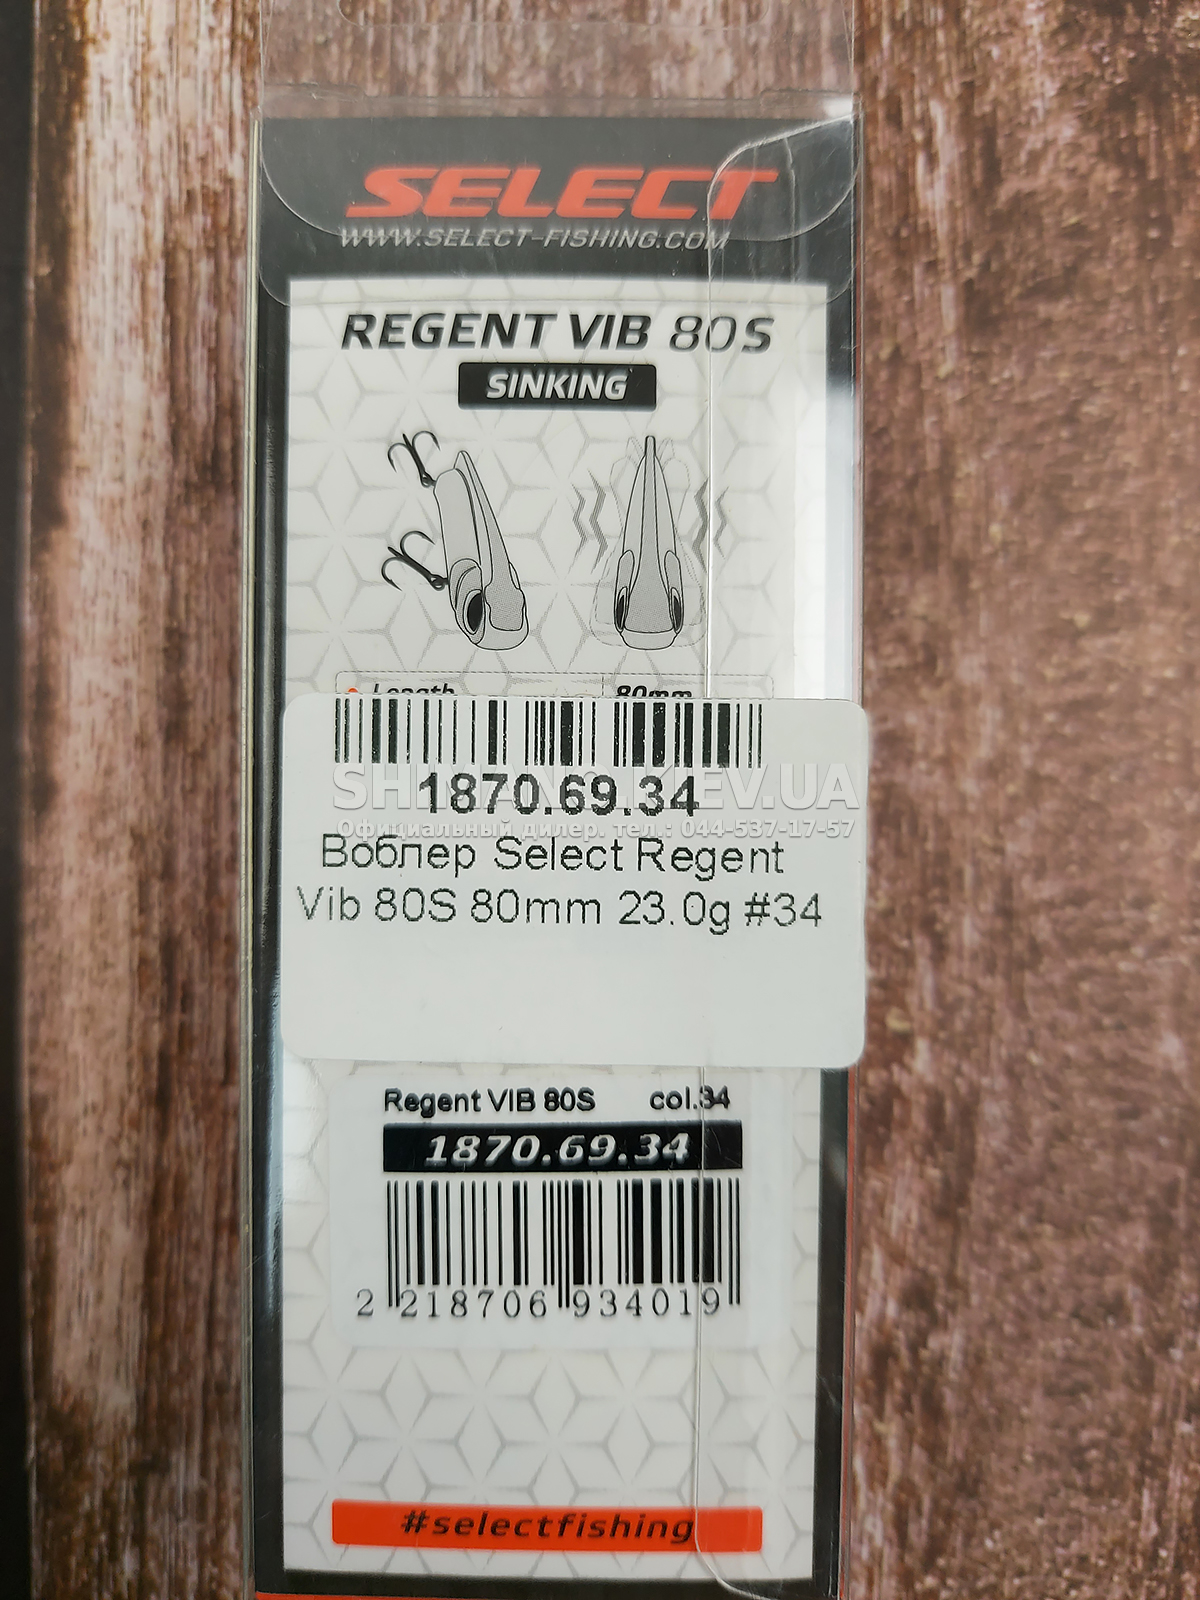 SELECT
WWW.SELECT-FISHING.COM
REGENT VIB 80S
SINKING
Length 80mm
1870.69.34
SHIMANO.KIEV.UA
Официальный дилер. тел.: 044-537-17-57
Воблер Select Regent
Vib 80S 80mm 23.0g #34
Regent VIB 80S col.34
1870.69.34
2 218706 934019
#selectfishing